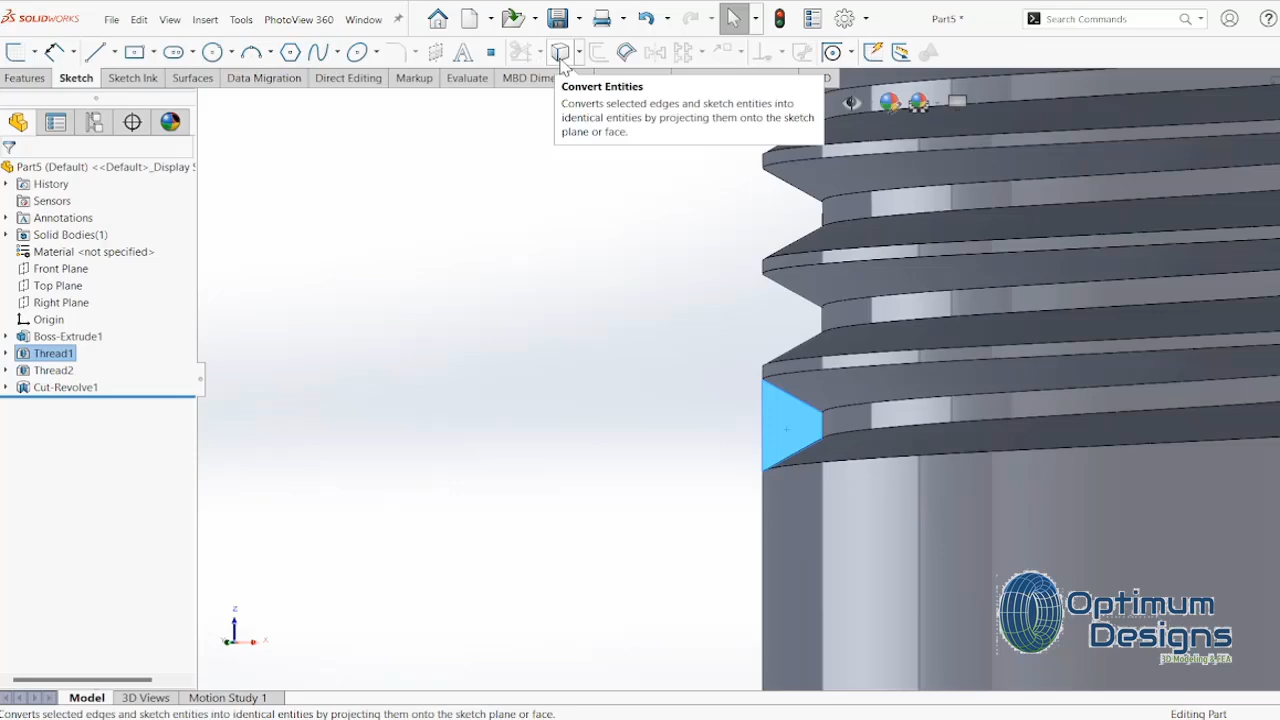 SOLIDWORKS
File
Edit
View
Insert
Tools
PhotoView 360
Window
Part5 *
Search Commands
Features
Sketch
Sketch Ink
Surfaces
Data Migration
Direct Editing
Markup
Evaluate
MBD Dime
D
Convert Entities
Converts selected edges and sketch entities into
identical entities by projecting them onto the sketch
plane or face.
Part5 (Default) <<Default>_Display S
History
Sensors
Annotations
Solid Bodies(1)
Material <not specified>
Front Plane
Top Plane
Right Plane
Origin
Boss-Extrude1
Thread1
Thread2
Cut-Revolve1
Z
X
Optimum
Designs
3D Modeling & FEA
Model
3D Views
Motion Study 1
Converts selected edges and sketch entities into identical entities by projecting them onto the sketch plane or face.
Editing Part